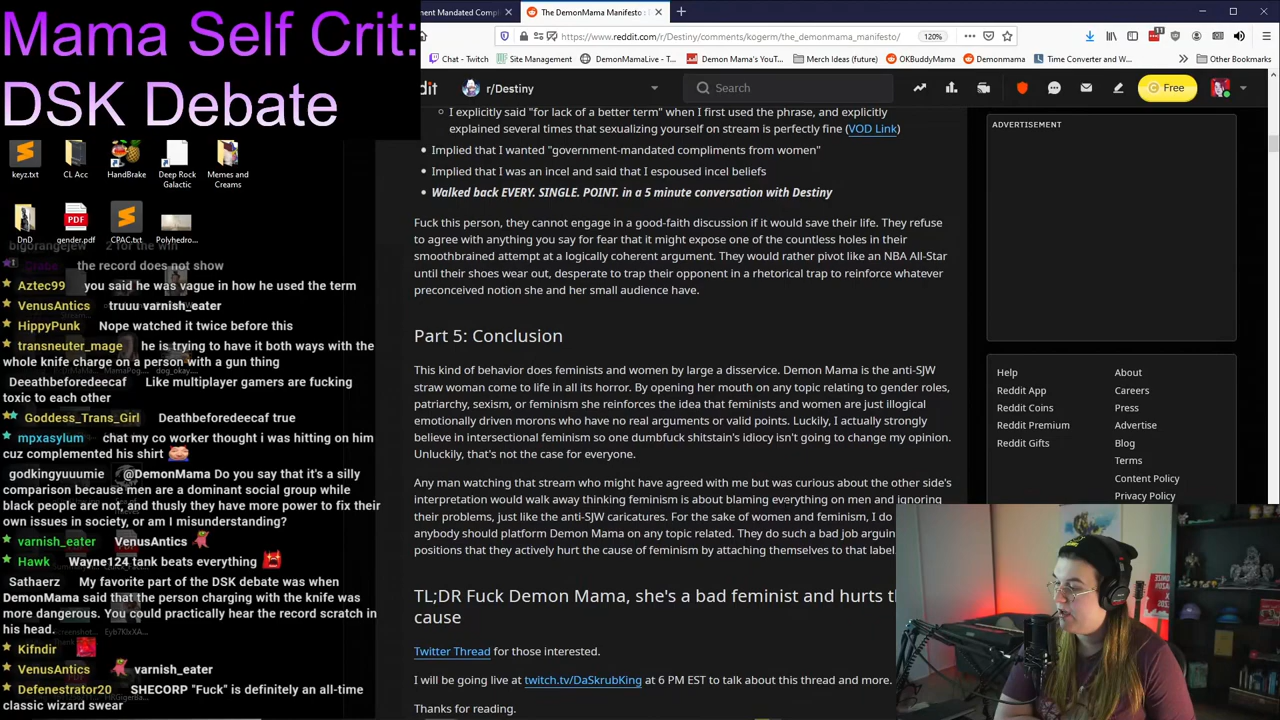 Mama Self Crit:
DSK Debate
keyz.txt
CL Acc
HandBrake
Deep Rock
Galactic
Memes and
Creams
DnD
gender.pdf
CPAC.txt
Polyhedro...
bigorangejew 2 for the win
Crabe the record does not show
Aztec99 you said he was vague in how he used the term
VenusAntics truuu varnish_eater
HippyPunk Nope watched it twice before this
transneuter_mage he is trying to have it both ways with the
whole knife charge on a person with a gun thing
Deeathbeforedeecaf Like multiplayer gamers are fucking
toxic to each other
Goddess_Trans_Girl Deathbeforedecaf true
mpxasylum chat my co worker thought i was hitting on him
cuz complemented his shirt
godkingyuuumie @DemonMama Do you say that it's a silly
comparison because men are a dominant social group while
black people are not, and thusly they have more power to fix their
own issues in society, or am I misunderstanding?
varnish_eater VenusAntics
Hawk Wayne124 tank beats everything
Sathaerz My favorite part of the DSK debate was when
DemonMama said that the person charging with the knife was
more dangerous. You could practically hear the record scratch in
his head.
Kifndir
VenusAntics varnish_eater
Defenestrator20 SHECORP "Fuck" is definitely an all-time
classic wizard swear
ment Mandated Compl
The DemonMama Manifesto : r
https://www.reddit.com/r/Destiny/comments/kogerm/the_demonmama_manifesto/
120%
Chat - Twitch
Site Management
DemonMamaLive - T...
Demon Mama's YouT...
Merch Ideas (future)
OKBuddyMama
Demonmama
Time Converter and ...
Other Bookmarks
dit
r/Destiny
Search
Free
I explicitly said "for lack of a better term" when I first used the phrase, and explicitly
explained several times that sexualizing yourself on stream is perfectly fine (VOD Link)
Implied that I wanted "government-mandated compliments from women"
Implied that I was an incel and said that I espoused incel beliefs
Walked back EVERY. SINGLE. POINT. in a 5 minute conversation with Destiny
Fuck this person, they cannot engage in a good-faith discussion if it would save their life. They refuse
to agree with anything you say for fear that it might expose one of the countless holes in their
smoothbrained attempt at a logically coherent argument. They would rather pivot like an NBA All-Star
until their shoes wear out, desperate to trap their opponent in a rhetorical trap to reinforce whatever
preconceived notion she and her small audience have.
Part 5: Conclusion
This kind of behavior does feminists and women by large a disservice. Demon Mama is the anti-SJW
straw woman come to life in all its horror. By opening her mouth on any topic relating to gender roles,
patriarchy, sexism, or feminism she reinforces the idea that feminists and women are just illogical
emotionally driven morons who have no real arguments or valid points. Luckily, I actually strongly
believe in intersectional feminism so one dumbfuck shitstain's idiocy isn't going to change my opinion.
Unluckily, that's not the case for everyone.
Any man watching that stream who might have agreed with me but was curious about the other side's
interpretation would walk away thinking feminism is about blaming everything on men and ignoring
their problems, just like the anti-SJW caricatures. For the sake of women and feminism, I do
anybody should platform Demon Mama on any topic related. They do such a bad job arguin
positions that they actively hurt the cause of feminism by attaching themselves to that label
TL;DR Fuck Demon Mama, she's a bad feminist and hurts th
cause
Twitter Thread for those interested.
I will be going live at twitch.tv/DaSkrubKing at 6 PM EST to talk about this thread and more.
Thanks for reading.
ADVERTISEMENT
Help
Reddit App
Reddit Coins
Reddit Premium
Reddit Gifts
About
Careers
Press
Advertise
Blog
Terms
Content Policy
Privacy Policy